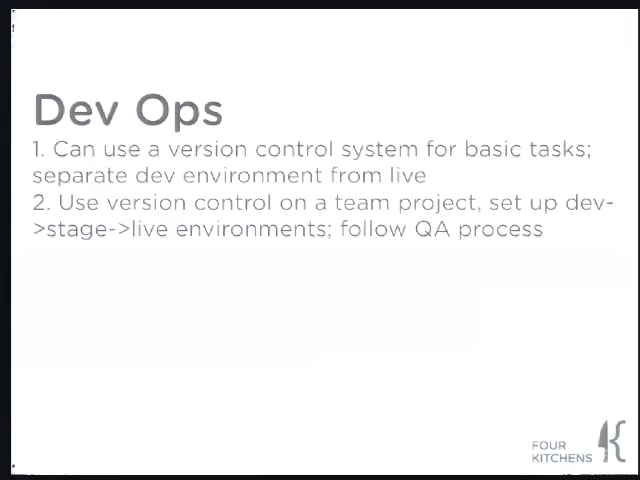 Dev Ops
1. Can use a version control system for basic tasks;
separate dev environment from live
2. Use version control on a team project, set up dev-
>stage->live environments; follow QA process
FOUR
KITCHENS